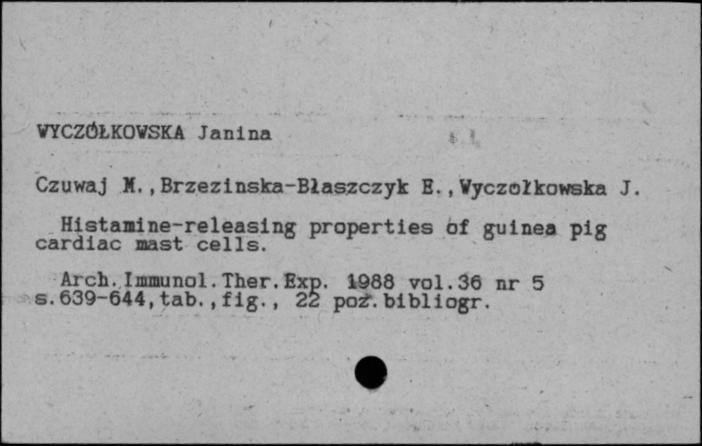 WYCZÓŁKOWSKA Janina
Czuwaj M.,Brzezinska-Błaszczyk E.,Wyczołkowska J.
Histamine-releasing properties of guinea pig
cardiac mast cells.
Arch.Immunol.Ther.Exp. 1988 vol.36 nr 5
s.639-644,tab.,fig., 22 poz.bibliogr.